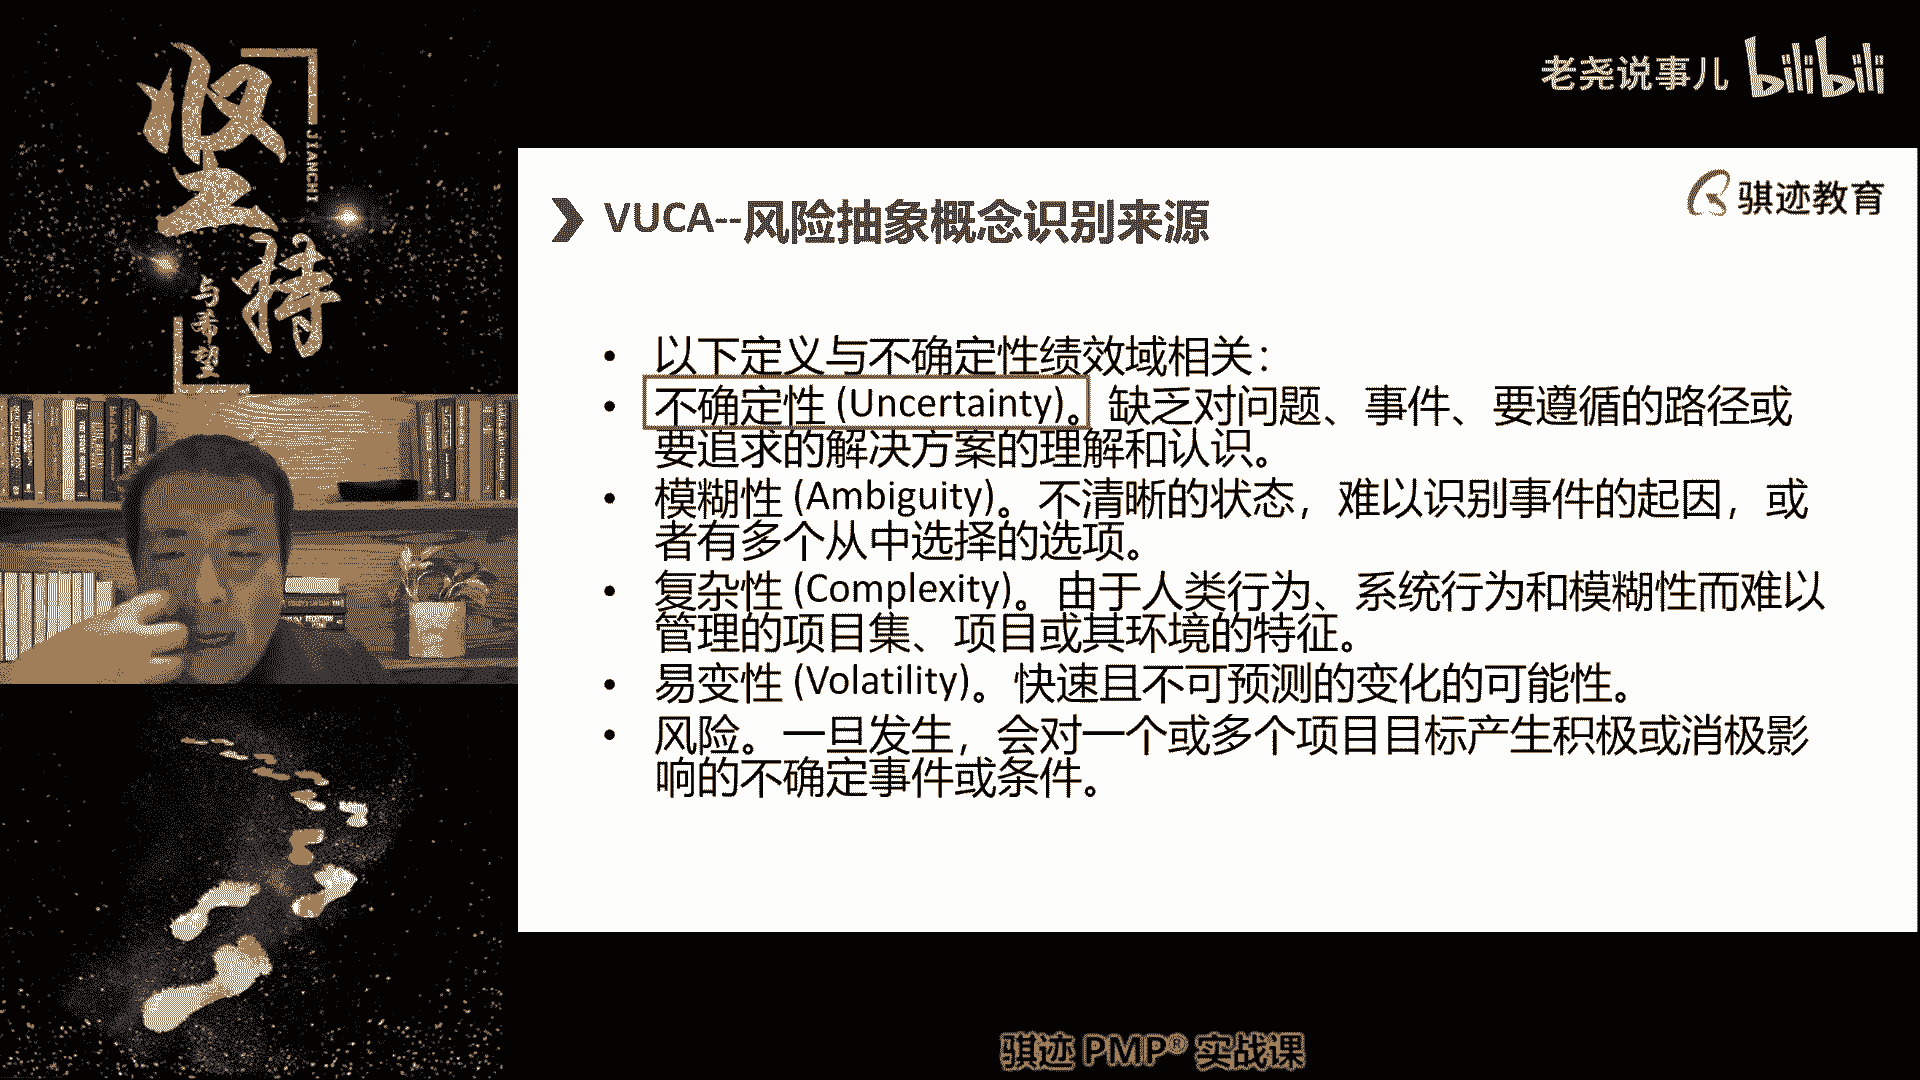 坚持
JIANCHI
与希望
老尧说事儿 bilibili
骐迹教育
VUCA--风险抽象概念识别来源
• 以下定义与不确定性绩效域相关：
• 不确定性 (Uncertainty)。缺乏对问题、事件、要遵循的路径或
要追求的解决方案的理解和认识。
• 模糊性 (Ambiguity)。不清晰的状态，难以识别事件的起因，或
者有多个从中选择的选项。
• 复杂性 (Complexity)。由于人类行为、系统行为和模糊性而难以
管理的项目集、项目或其环境的特征。
• 易变性 (Volatility)。快速且不可预测的变化的可能性。
• 风险。一旦发生，会对一个或多个项目目标产生积极或消极影
响的不确定事件或条件。
骐迹 PMP® 实战课